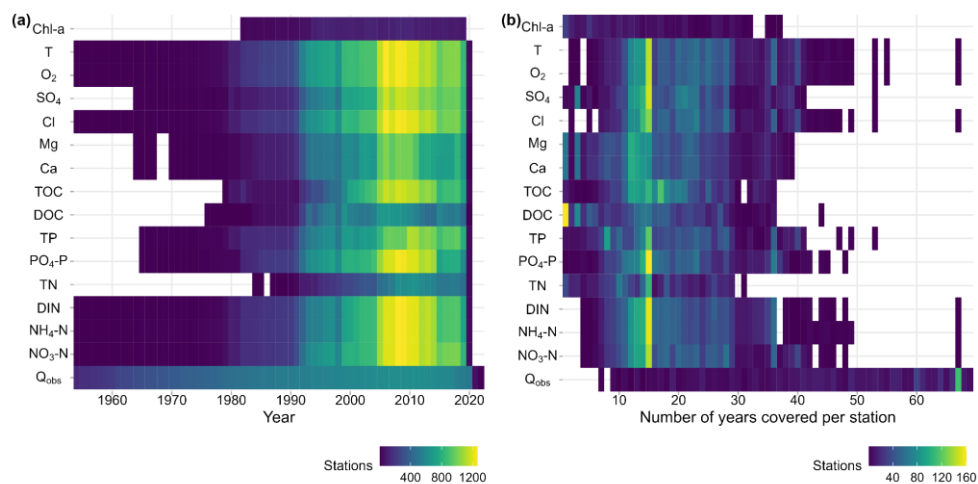 (a)
Chl-a
T
O₂
SO₄
Cl
Mg
Ca
TOC
DOC
TP
PO₄-P
TN
DIN
NH₄-N
NO₃-N
Qobs
1960 1970 1980 1990 2000 2010 2020
Year
Stations
400 800 1200
(b)
Chl-a
T
O₂
SO₄
Cl
Mg
Ca
TOC
DOC
TP
PO₄-P
TN
DIN
NH₄-N
NO₃-N
Qobs
10 20 30 40 50 60
Number of years covered per station
Stations
40 80 120 160